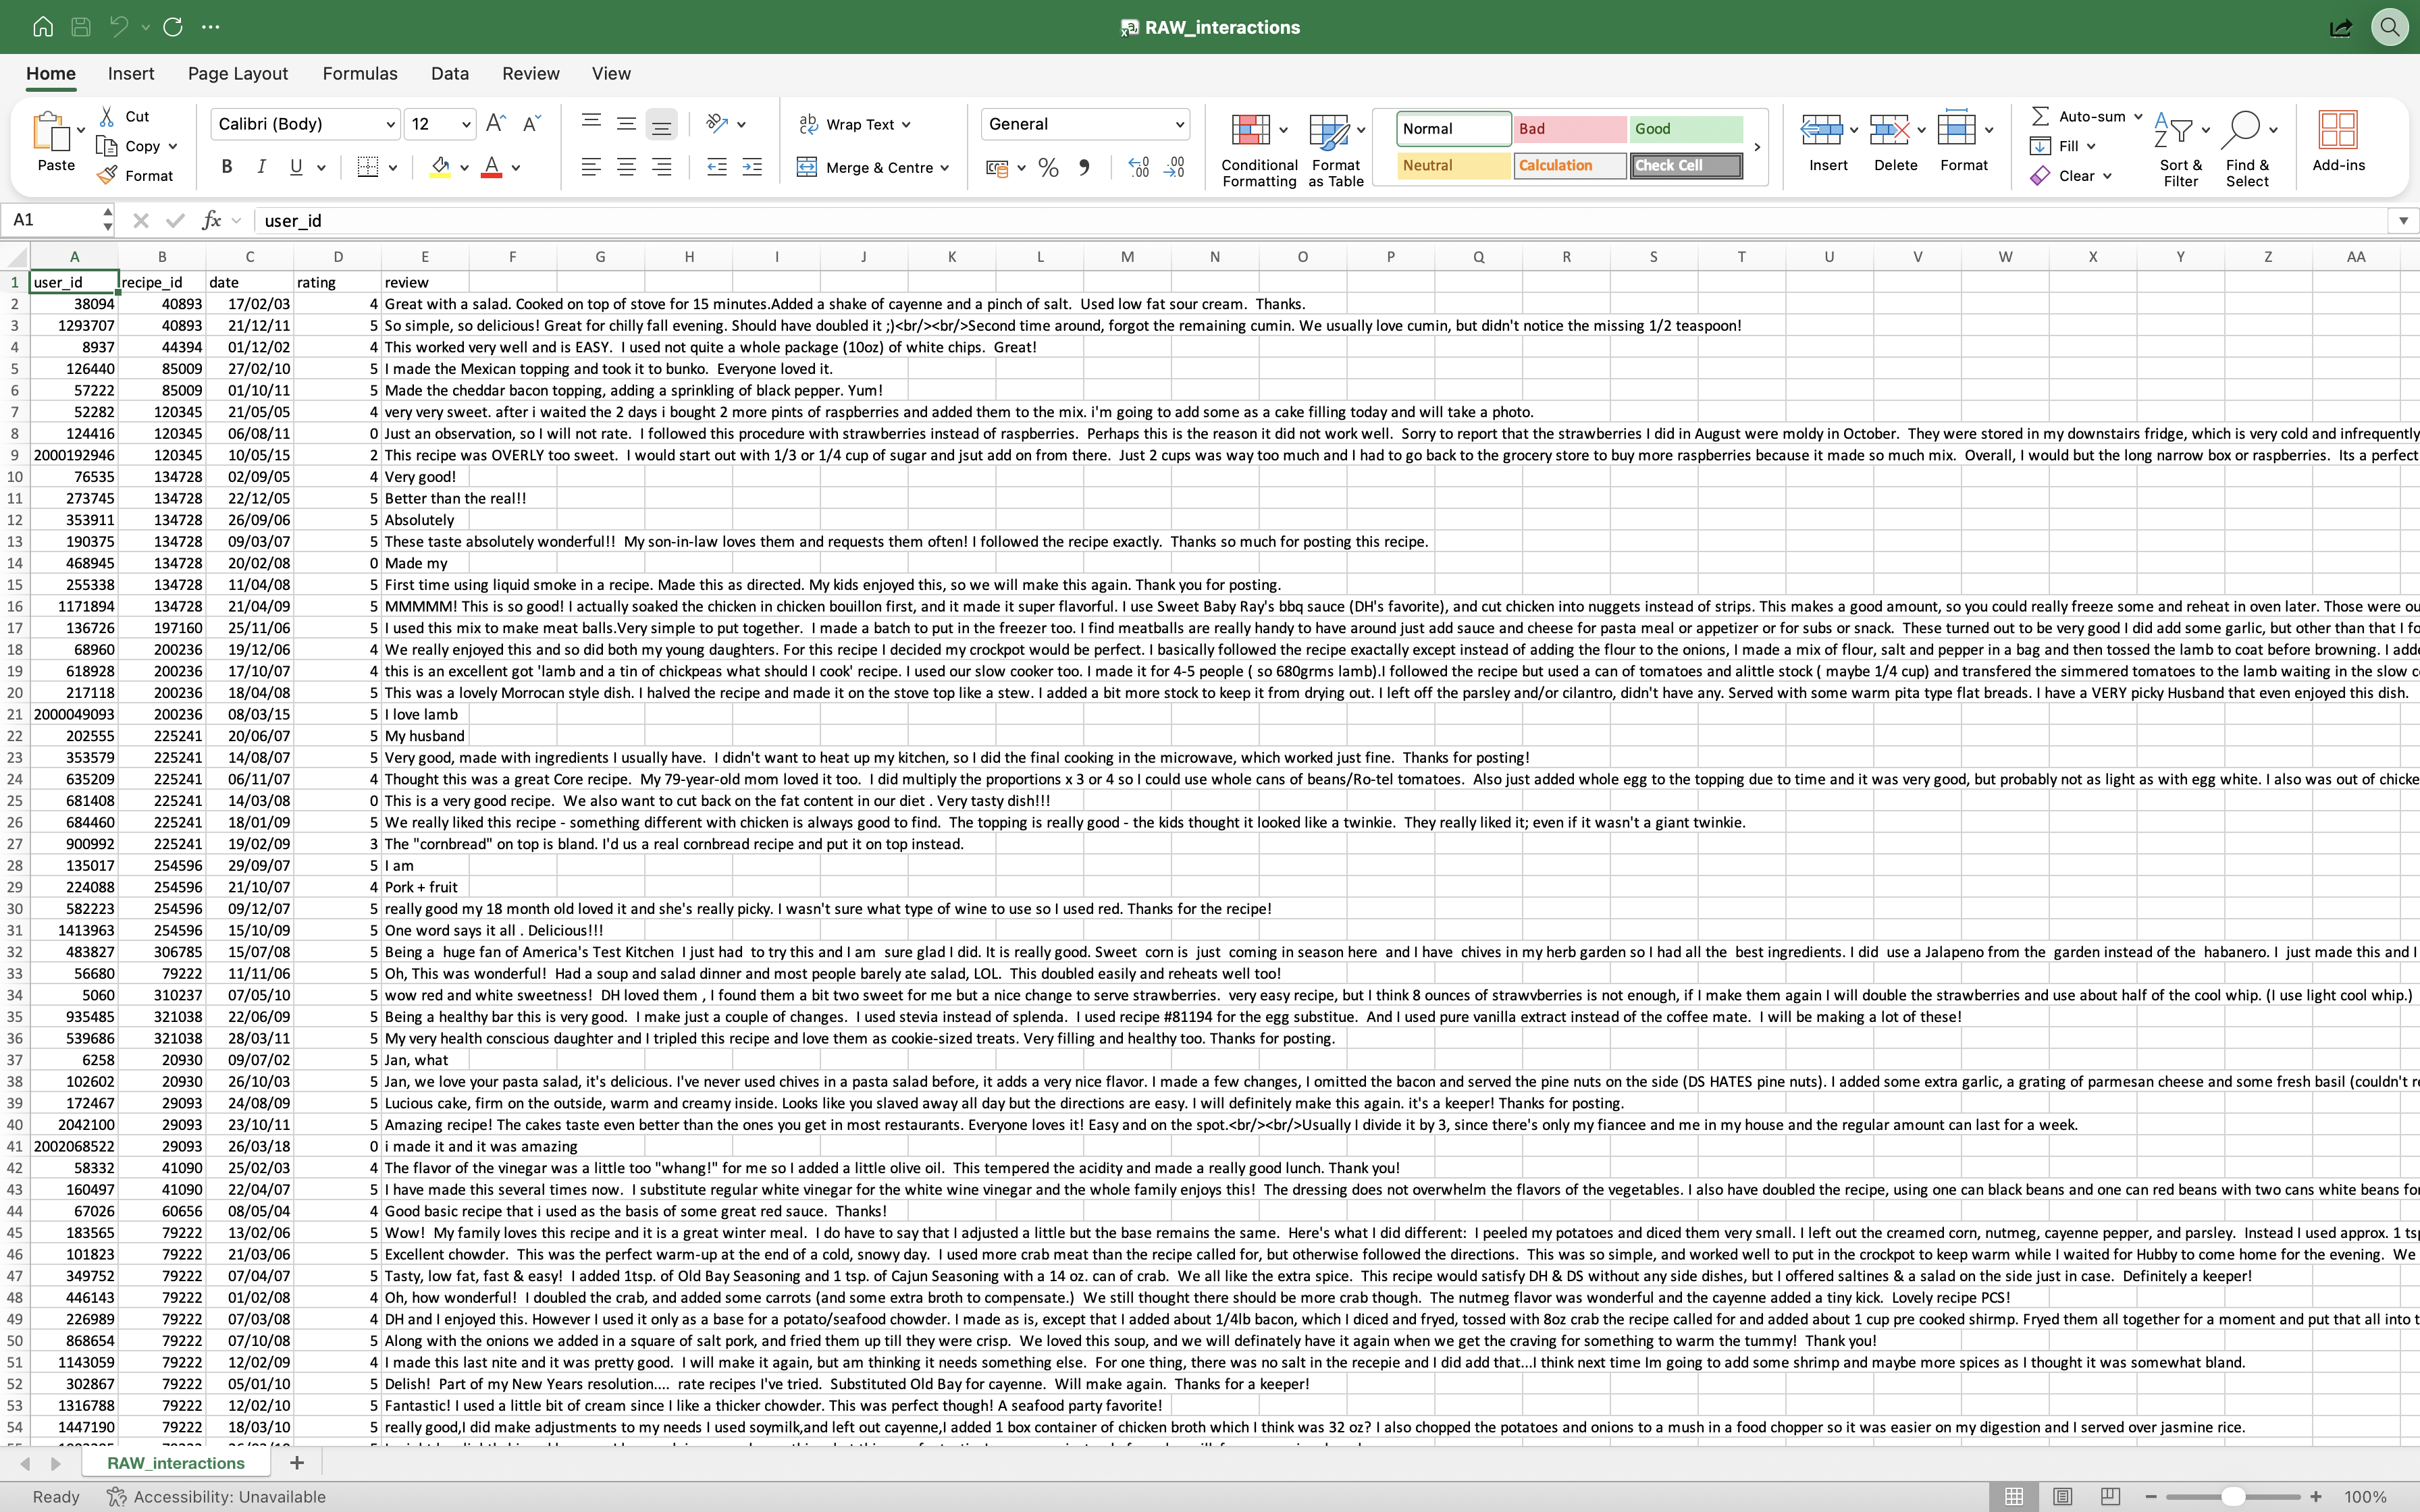 RAW_interactions
Home Insert Page Layout Formulas Data Review View
Paste Cut Copy Format Calibri (Body) 12 Wrap Text Merge & Centre General Conditional Formatting Format as Table Normal Bad Good Neutral Calculation Check Cell Insert Delete Format Auto-sum Fill Clear Sort & Filter Find & Select Add-ins
A1 fx user_id
A B C D E F G H I J K L M N O P Q R S T U V W X Y Z AA
1 user_id recipe_id date rating review
2 38094 40893 17/02/03 4 Great with a salad. Cooked on top of stove for 15 minutes.Added a shake of cayenne and a pinch of salt.  Used low fat sour cream.  Thanks.
3 1293707 40893 21/12/11 5 So simple, so delicious! Great for chilly fall evening. Should have doubled it ;)<br/><br/>Second time around, forgot the remaining cumin. We usually love cumin, but didn't notice the missing 1/2 teaspoon!
4 8937 44394 01/12/02 4 This worked very well and is EASY.  I used not quite a whole package (10oz) of white chips.  Great!
5 126440 85009 27/02/10 5 I made the Mexican topping and took it to bunko.  Everyone loved it.
6 57222 85009 01/10/11 5 Made the cheddar bacon topping, adding a sprinkling of black pepper. Yum!
7 52282 120345 21/05/05 4 very very sweet. after i waited the 2 days i bought 2 more pints of raspberries and added them to the mix. i'm going to add some as a cake filling today and will take a photo.
8 124416 120345 06/08/11 0 Just an observation, so I will not rate.  I followed this procedure with strawberries instead of raspberries.  Perhaps this is the reason it did not work well.  Sorry to report that the strawberries I did in August were moldy in October.  They were stored in my downstairs fridge, which is very cold and infrequently
9 2000192946 120345 10/05/15 2 This recipe was OVERLY too sweet.  I would start out with 1/3 or 1/4 cup of sugar and jsut add on from there.  Just 2 cups was way too much and I had to go back to the grocery store to buy more raspberries because it made so much mix.  Overall, I would but the long narrow box or raspberries.  Its a perfect
10 76535 134728 02/09/05 4 Very good!
11 273745 134728 22/12/05 5 Better than the real!!
12 353911 134728 26/09/06 5 Absolutely
13 190375 134728 09/03/07 5 These taste absolutely wonderful!!  My son-in-law loves them and requests them often! I followed the recipe exactly.  Thanks so much for posting this recipe.
14 468945 134728 20/02/08 0 Made my
15 255338 134728 11/04/08 5 First time using liquid smoke in a recipe. Made this as directed. My kids enjoyed this, so we will make this again. Thank you for posting.
16 1171894 134728 21/04/09 5 MMMMM! This is so good! I actually soaked the chicken in chicken bouillon first, and it made it super flavorful. I use Sweet Baby Ray's bbq sauce (DH's favorite), and cut chicken into nuggets instead of strips. This makes a good amount, so you could really freeze some and reheat in oven later. Those were
17 136726 197160 25/11/06 5 I used this mix to make meat balls.Very simple to put together.  I made a batch to put in the freezer too. I find meatballs are really handy to have around just add sauce and cheese for pasta meal or appetizer or for subs or snack.  These turned out to be very good I did add some garlic, but other than that I
18 68960 200236 19/12/06 4 We really enjoyed this and so did both my young daughters. For this recipe I decided my crockpot would be perfect. I basically followed the recipe exactally except instead of adding the flour to the onions, I made a mix of flour, salt and pepper in a bag and then tossed the lamb to coat before browning. I
19 618928 200236 17/10/07 4 this is an excellent got 'lamb and a tin of chickpeas what should I cook' recipe. I used our slow cooker too. I made it for 4-5 people ( so 680grms lamb).I followed the recipe but used a can of tomatoes and alittle stock ( maybe 1/4 cup) and transfered the simmered tomatoes to the lamb waiting in the slow
20 217118 200236 18/04/08 5 This was a lovely Morrocan style dish. I halved the recipe and made it on the stove top like a stew. I added a bit more stock to keep it from drying out. I left off the parsley and/or cilantro, didn't have any. Served with some warm pita type flat breads. I have a VERY picky Husband that even enjoyed this dish.
21 2000049093 200236 08/03/15 5 I love lamb
22 202555 225241 20/06/07 5 My husband
23 353579 225241 14/08/07 5 Very good, made with ingredients I usually have.  I didn't want to heat up my kitchen, so I did the final cooking in the microwave, which worked just fine.  Thanks for posting!
24 635209 225241 06/11/07 4 Thought this was a great Core recipe.  My 79-year-old mom loved it too.  I did multiply the proportions x 3 or 4 so I could use whole cans of beans/Ro-tel tomatoes.  Also just added whole egg to the topping due to time and it was very good, but probably not as light as with egg white. I also was out of
25 681408 225241 14/03/08 0 This is a very good recipe.  We also want to cut back on the fat content in our diet . Very tasty dish!!!
26 684460 225241 18/01/09 5 We really liked this recipe - something different with chicken is always good to find.  The topping is really good - the kids thought it looked like a twinkie.  They really liked it; even if it wasn't a giant twinkie.
27 900992 225241 19/02/09 3 The "cornbread" on top is bland. I'd us a real cornbread recipe and put it on top instead.
28 135017 254596 29/09/07 5 I am
29 224088 254596 21/10/07 4 Pork + fruit
30 582223 254596 09/12/07 5 really good my 18 month old loved it and she's really picky. I wasn't sure what type of wine to use so I used red. Thanks for the recipe!
31 1413963 254596 15/10/09 5 One word says it all . Delicious!!!
32 483827 306785 15/07/08 5 Being a  huge fan of America's Test Kitchen  I just had  to try this and I am  sure glad I did. It is really good. Sweet  corn is  just  coming in season here  and I have  chives in my herb garden so I had all the  best ingredients. I did  use a Jalapeno from the  garden instead of the  habanero. I  just made this and I
33 56680 79222 11/11/06 5 Oh, This was wonderful!  Had a soup and salad dinner and most people barely ate salad, LOL.  This doubled easily and reheats well too!
34 5060 310237 07/05/10 5 wow red and white sweetness!  DH loved them , I found them a bit two sweet for me but a nice change to serve strawberries.  very easy recipe, but I think 8 ounces of strawvberries is not enough, if I make them again I will double the strawberries and use about half of the cool whip. (I use light cool whip.)
35 935485 321038 22/06/09 5 Being a healthy bar this is very good.  I make just a couple of changes.  I used stevia instead of splenda.  I used recipe #81194 for the egg substitue.  And I used pure vanilla extract instead of the coffee mate.  I will be making a lot of these!
36 539686 321038 28/03/11 5 My very health conscious daughter and I tripled this recipe and love them as cookie-sized treats. Very filling and healthy too. Thanks for posting.
37 6258 20930 09/07/02 5 Jan, what
38 102602 20930 26/10/03 5 Jan, we love your pasta salad, it's delicious. I've never used chives in a pasta salad before, it adds a very nice flavor. I made a few changes, I omitted the bacon and served the pine nuts on the side (DS HATES pine nuts). I added some extra garlic, a grating of parmesan cheese and some fresh basil (couldn't
39 172467 29093 24/08/09 5 Lucious cake, firm on the outside, warm and creamy inside. Looks like you slaved away all day but the directions are easy. I will definitely make this again. it's a keeper! Thanks for posting.
40 2042100 29093 23/10/11 5 Amazing recipe! The cakes taste even better than the ones you get in most restaurants. Everyone loves it! Easy and on the spot.<br/><br/>Usually I divide it by 3, since there's only my fiancee and me in my house and the regular amount can last for a week.
41 2002068522 29093 26/03/18 0 i made it and it was amazing
42 58332 41090 25/02/03 4 The flavor of the vinegar was a little too "whang!" for me so I added a little olive oil.  This tempered the acidity and made a really good lunch. Thank you!
43 160497 41090 22/04/07 5 I have made this several times now.  I substitute regular white vinegar for the white wine vinegar and the whole family enjoys this!  The dressing does not overwhelm the flavors of the vegetables. I also have doubled the recipe, using one can black beans and one can red beans with two cans white beans
44 67026 60656 08/05/04 4 Good basic recipe that i used as the basis of some great red sauce.  Thanks!
45 183565 79222 13/02/06 5 Wow!  My family loves this recipe and it is a great winter meal.  I do have to say that I adjusted a little but the base remains the same.  Here's what I did different:  I peeled my potatoes and diced them very small. I left out the creamed corn, nutmeg, cayenne pepper, and parsley.  Instead I used approx. 1
46 101823 79222 21/03/06 5 Excellent chowder.  This was the perfect warm-up at the end of a cold, snowy day.  I used more crab meat than the recipe called for, but otherwise followed the directions.  This was so simple, and worked well to put in the crockpot to keep warm while I waited for Hubby to come home for the evening.  We
47 349752 79222 07/04/07 5 Tasty, low fat, fast & easy!  I added 1tsp. of Old Bay Seasoning and 1 tsp. of Cajun Seasoning with a 14 oz. can of crab.  We all like the extra spice.  This recipe would satisfy DH & DS without any side dishes, but I offered saltines & a salad on the side just in case.  Definitely a keeper!
48 446143 79222 01/02/08 4 Oh, how wonderful!  I doubled the crab, and added some carrots (and some extra broth to compensate.)  We still thought there should be more crab though.  The nutmeg flavor was wonderful and the cayenne added a tiny kick.  Lovely recipe PCS!
49 226989 79222 07/03/08 4 DH and I enjoyed this. However I used it only as a base for a potato/seafood chowder. I made as is, except that I added about 1/4lb bacon, which I diced and fryed, tossed with 8oz crab the recipe called for and added about 1 cup pre cooked shirmp. Fryed them all together for a moment and put that all into
50 868654 79222 07/10/08 5 Along with the onions we added in a square of salt pork, and fried them up till they were crisp.  We loved this soup, and we will definately have it again when we get the craving for something to warm the tummy!  Thank you!
51 1143059 79222 12/02/09 4 I made this last nite and it was pretty good.  I will make it again, but am thinking it needs something else.  For one thing, there was no salt in the recepie and I did add that...I think next time Im going to add some shrimp and maybe more spices as I thought it was somewhat bland.
52 302867 79222 05/01/10 5 Delish!  Part of my New Years resolution....  rate recipes I've tried.  Substituted Old Bay for cayenne.  Will make again.  Thanks for a keeper!
53 1316788 79222 12/02/10 5 Fantastic! I used a little bit of cream since I like a thicker chowder. This was perfect though! A seafood party favorite!
54 1447190 79222 18/03/10 5 really good,I did make adjustments to my needs I used soymilk,and left out cayenne,I added 1 box container of chicken broth which I think was 32 oz? I also chopped the potatoes and onions to a mush in a food chopper so it was easier on my digestion and I served over jasmine rice.
RAW_interactions
Ready Accessibility: Unavailable 100%